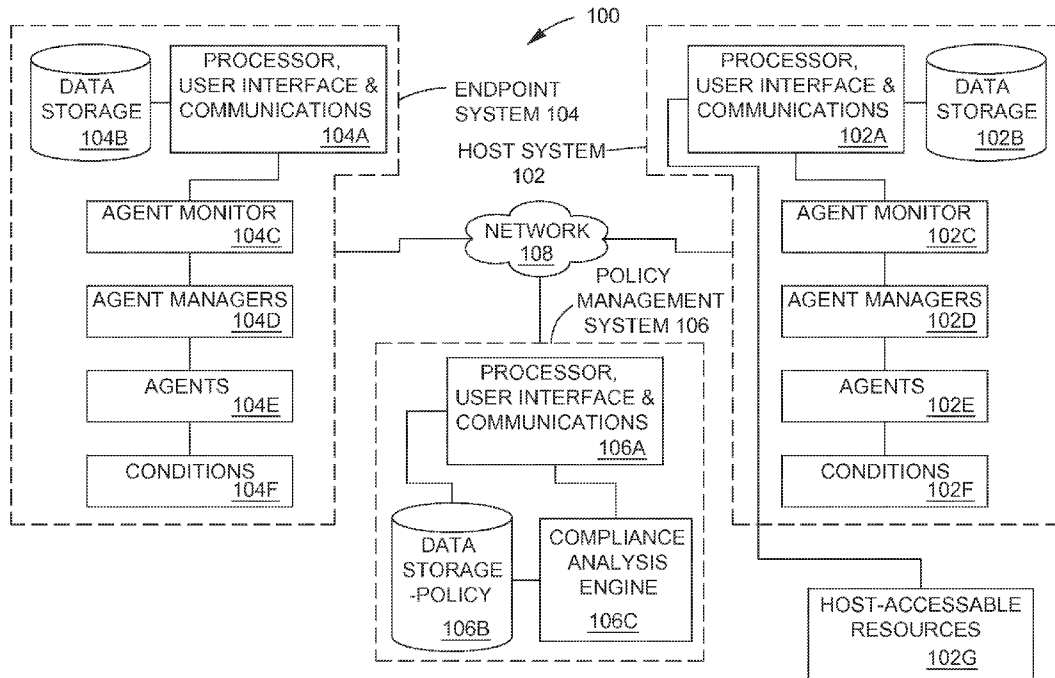 100
PROCESSOR,
USER INTERFACE &
COMMUNICATIONS
104A
DATA
STORAGE
104B
ENDPOINT
SYSTEM 104
AGENT MONITOR
104C
AGENT MANAGERS
104D
AGENTS
104E
CONDITIONS
104F
HOST SYSTEM
102
PROCESSOR,
USER INTERFACE &
COMMUNICATIONS
102A
DATA
STORAGE
102B
AGENT MONITOR
102C
AGENT MANAGERS
102D
AGENTS
102E
CONDITIONS
102F
HOST-ACCESSABLE
RESOURCES
102G
NETWORK
108
POLICY
MANAGEMENT
SYSTEM 106
PROCESSOR,
USER INTERFACE &
COMMUNICATIONS
106A
DATA
STORAGE
-POLICY
106B
COMPLIANCE
ANALYSIS
ENGINE
106C